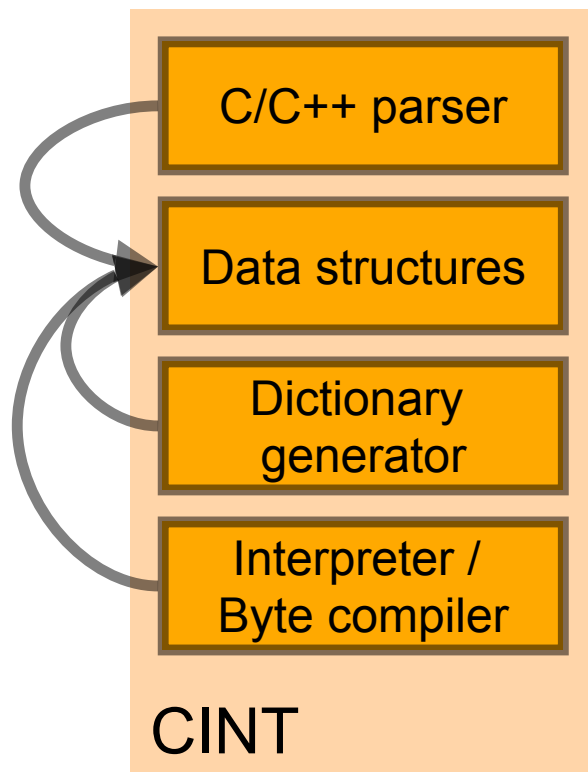 C/C++ parser
Data structures
Dictionary
generator
Interpreter /
Byte compiler
CINT